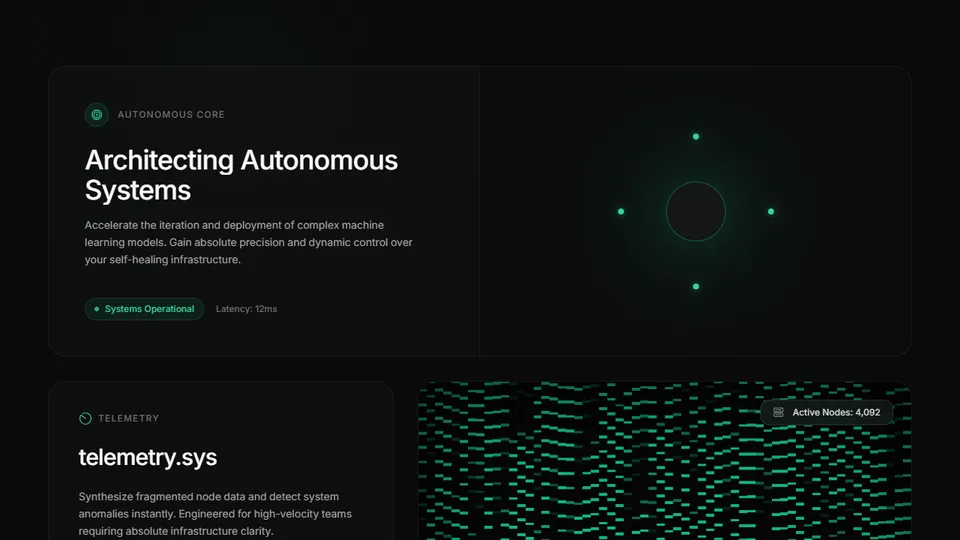 AUTONOMOUS CORE
Architecting Autonomous
Systems
Accelerate the iteration and deployment of complex machine
learning models. Gain absolute precision and dynamic control over
your self-healing infrastructure.
Systems Operational
Latency: 12ms
TELEMETRY
telemetry.sys
Synthesize fragmented node data and detect system
anomalies instantly. Engineered for high-velocity teams
requiring absolute infrastructure clarity.
Active Nodes: 4,092